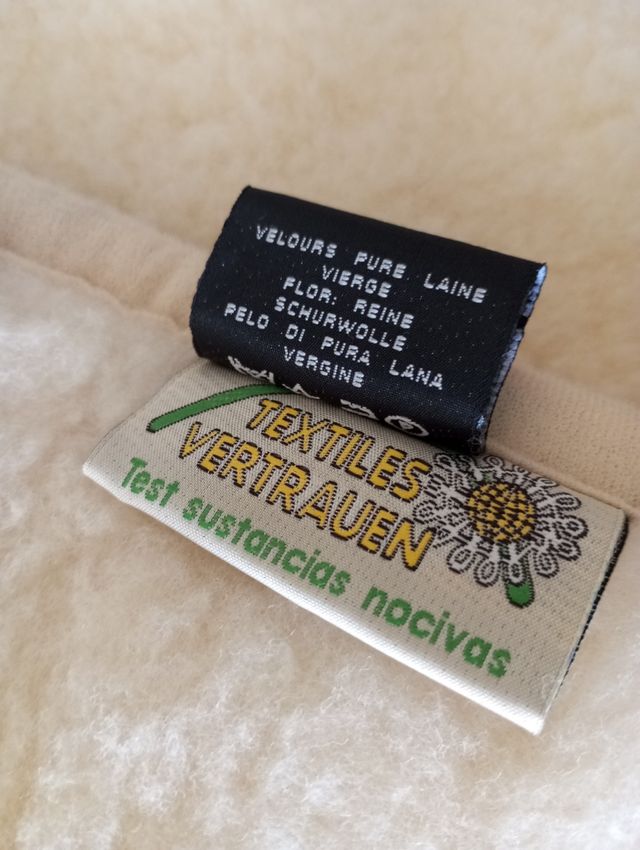 VELOURS PURE LAINE
VIERGE
FLOR: REINE
SCHURWOLLE
PELO DI PURA LANA
VERGINE
TEXTILES
VERTRAUEN
Test sustancias nocivas